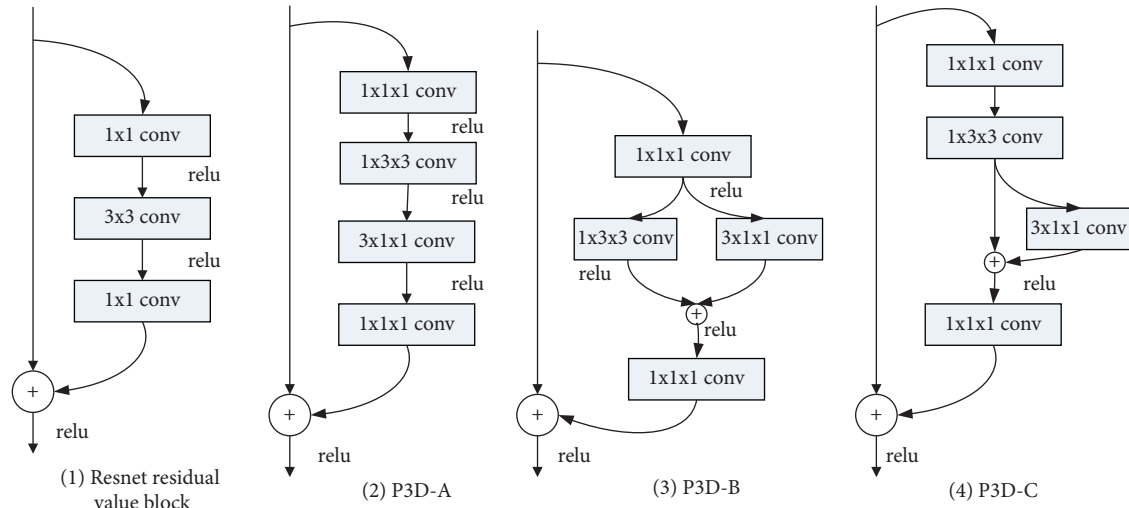 1x1 conv
relu
3x3 conv
relu
1x1 conv
+
relu
(1) Resnet residual
value block
1x1x1 conv
relu
1x3x3 conv
relu
3x1x1 conv
relu
1x1x1 conv
+
relu
(2) P3D-A
1x1x1 conv
relu
1x3x3 conv
3x1x1 conv
relu
+
relu
1x1x1 conv
+
relu
(3) P3D-B
1x1x1 conv
1x3x3 conv
3x1x1 conv
+
relu
1x1x1 conv
+
relu
(4) P3D-C